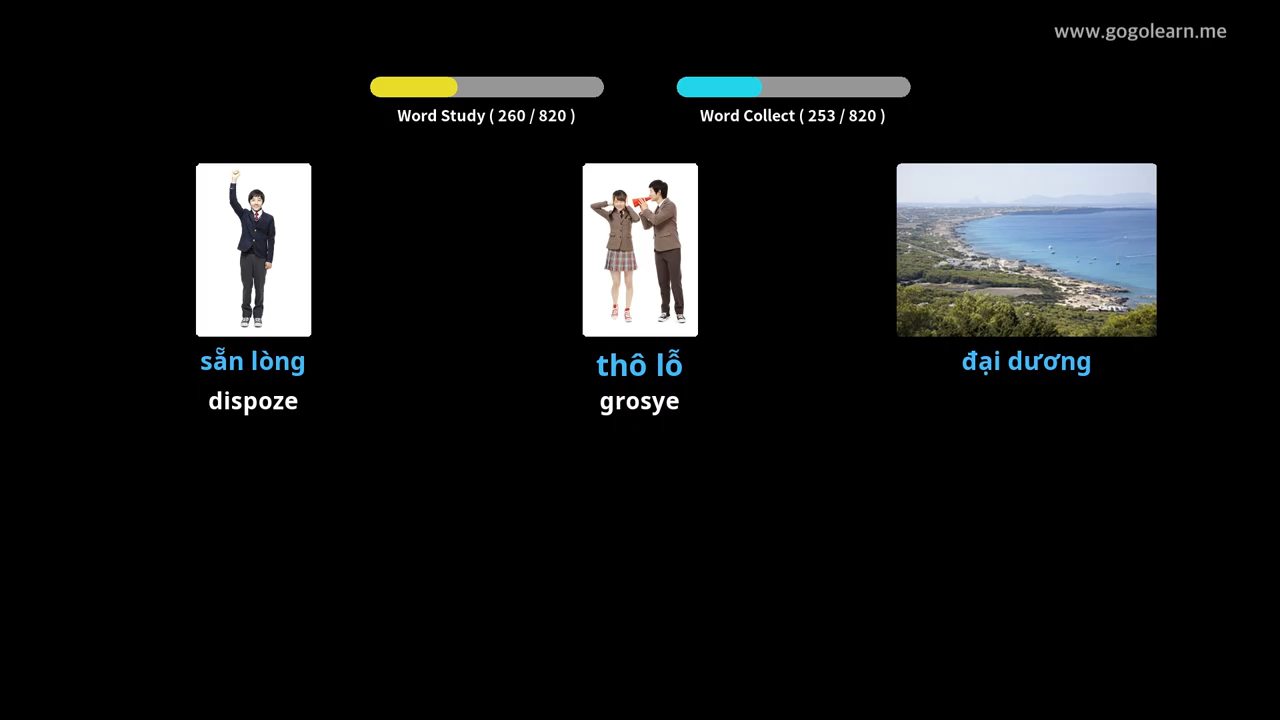 www.gogolearn.me
Word Study ( 260 / 820 )
Word Collect ( 253 / 820 )
sẵn lòng
dispoze
thô lỗ
grosye
đại dương